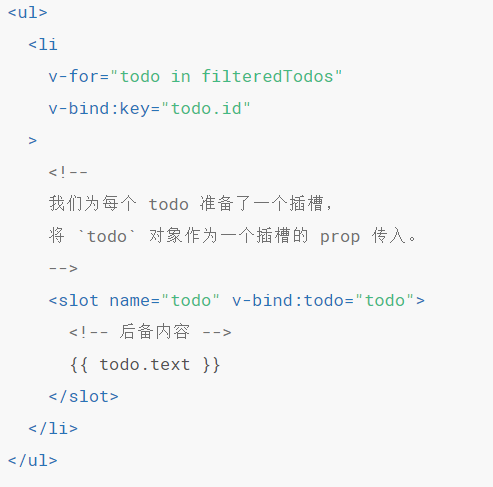 <ul>
  <li
    v-for="todo in filteredTodos"
    v-bind:key="todo.id"
  >
    <!--
    我们为每个 todo 准备了一个插槽，
    将 `todo` 对象作为一个插槽的 prop 传入。
    -->
    <slot name="todo" v-bind:todo="todo">
      <!-- 后备内容 -->
      {{ todo.text }}
    </slot>
  </li>
</ul>